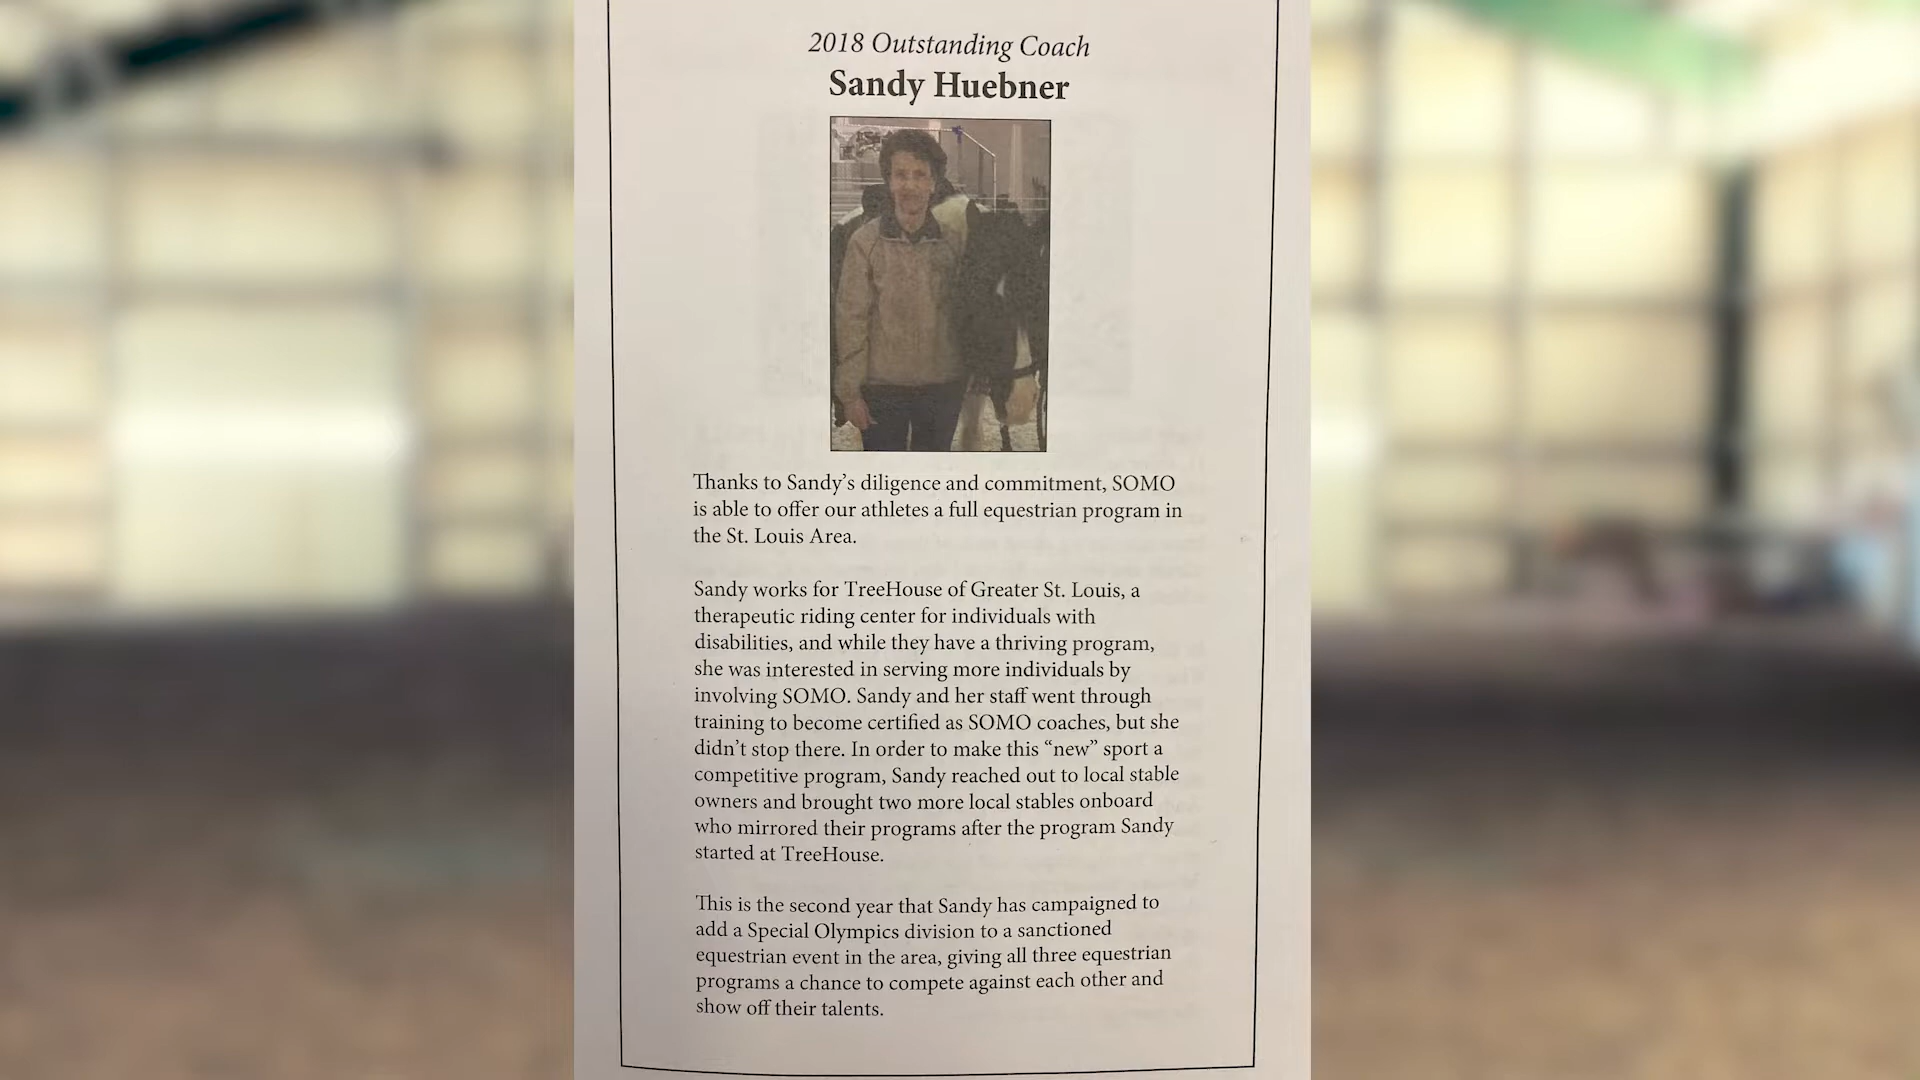 2018 Outstanding Coach
Sandy Huebner
Thanks to Sandy's diligence and commitment, SOMO
is able to offer our athletes a full equestrian program in
the St. Louis Area.
Sandy works for TreeHouse of Greater St. Louis, a
therapeutic riding center for individuals with
disabilities, and while they have a thriving program,
she was interested in serving more individuals by
involving SOMO. Sandy and her staff went through
training to become certified as SOMO coaches, but she
didn't stop there. In order to make this “new” sport a
competitive program, Sandy reached out to local stable
owners and brought two more local stables onboard
who mirrored their programs after the program Sandy
started at TreeHouse.
This is the second year that Sandy has campaigned to
add a Special Olympics division to a sanctioned
equestrian event in the area, giving all three equestrian
programs a chance to compete against each other and
show off their talents.